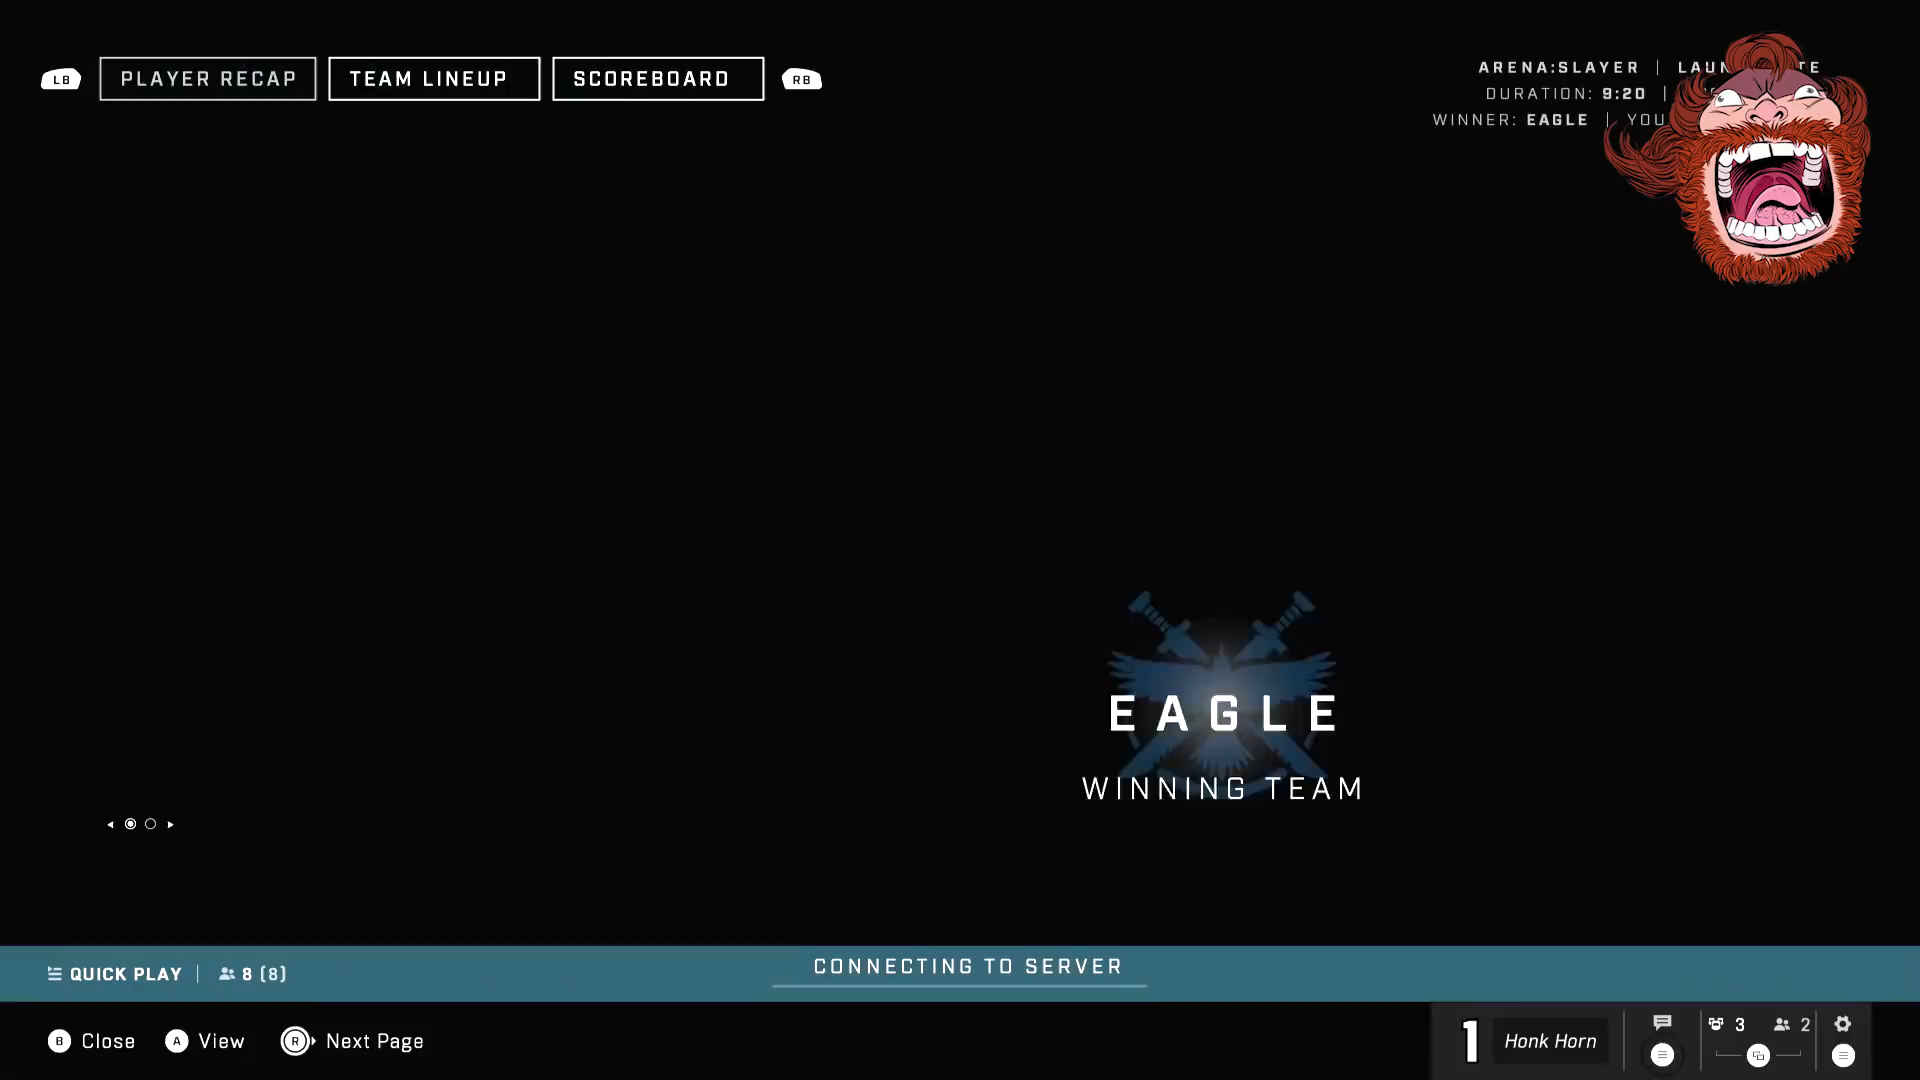 LB PLAYER RECAP TEAM LINEUP SCOREBOARD RB
ARENA:SLAYER |
DURATION: 9:20 |
WINNER: EAGLE |
EAGLE
WINNING TEAM
QUICK PLAY | 8 (8)
CONNECTING TO SERVER
B Close A View R Next Page
1 Honk Horn 3 2